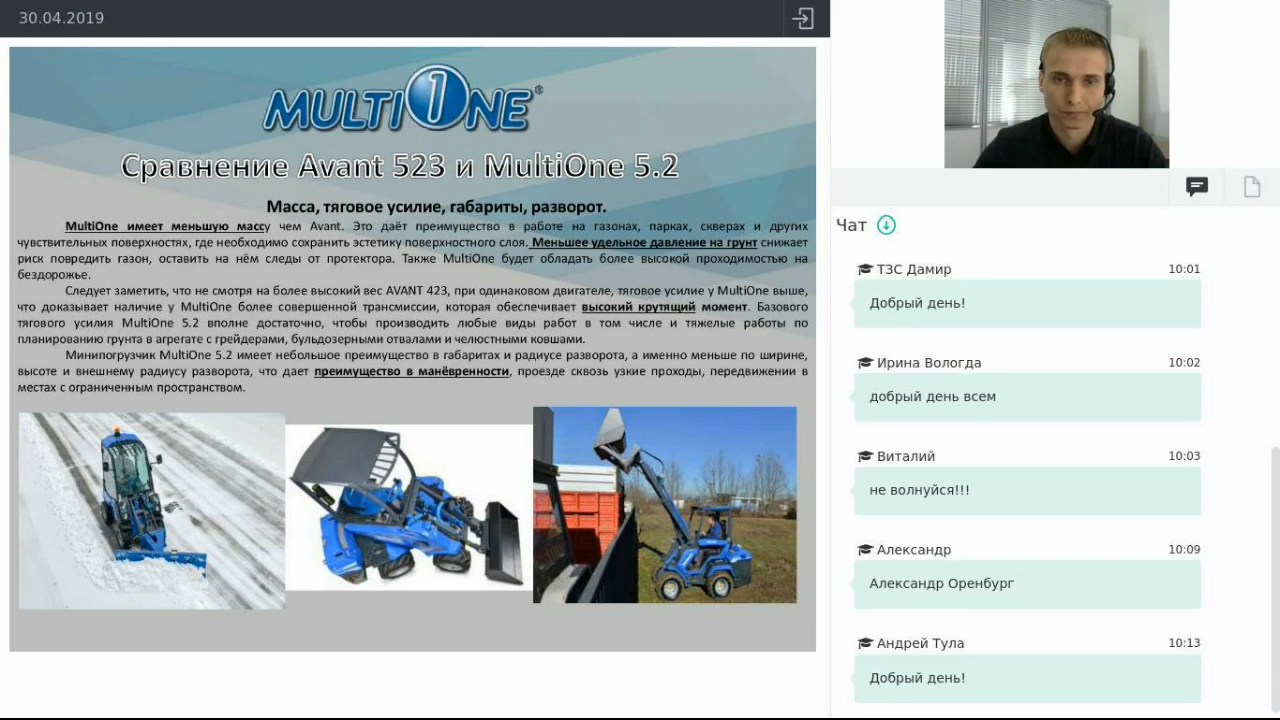 30.04.2019
MULTIONE®
Сравнение Avant 523 и MultiOne 5.2
Масса, тяговое усилие, габариты, разворот.
MultiOne имеет меньшую массу чем Avant. Это даёт преимущество в работе на газонах, парках, скверах и других
чувствительных поверхностях, где необходимо сохранить эстетику поверхностного слоя. Меньшее удельное давление на грунт снижает
риск повредить газон, оставить на нём следы от протектора. Также MultiOne будет обладать более высокой проходимостью на
бездорожье.
Следует заметить, что не смотря на более высокий вес AVANT 423, при одинаковом двигателе, тяговое усилие у MultiOne выше,
что доказывает наличие у MultiOne более совершенной трансмиссии, которая обеспечивает высокий крутящий момент. Базового
тягового усилия MultiOne 5.2 вполне достаточно, чтобы производить любые виды работ в том числе и тяжелые работы по
планированию грунта в агрегате с грейдерами, бульдозерными отвалами и челюстными ковшами.
Минипогрузчик MultiOne 5.2 имеет небольшое преимущество в габаритах и радиусе разворота, а именно меньше по ширине,
высоте и внешнему радиусу разворота, что дает преимущество в манёвренности, проезде сквозь узкие проходы, передвижении в
местах с ограниченным пространством.
Чат
ТЗС Дамир 10:01
Добрый день!
Ирина Вологда 10:02
добрый день всем
Виталий 10:03
не волнуйся!!!
Александр 10:09
Александр Оренбург
Андрей Тула 10:13
Добрый день!